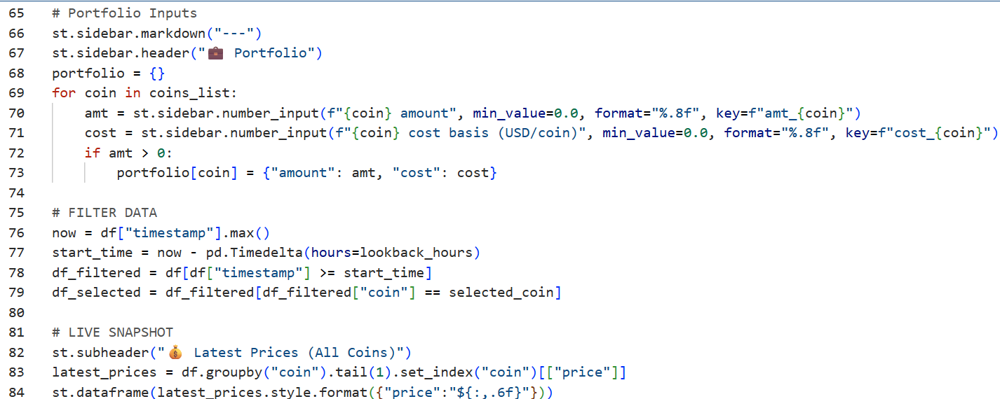 65 # Portfolio Inputs
66 st.sidebar.markdown("---")
67 st.sidebar.header("💼 Portfolio")
68 portfolio = {}
69 for coin in coins_list:
70     amt = st.sidebar.number_input(f"{coin} amount", min_value=0.0, format="%.8f", key=f"amt_{coin}")
71     cost = st.sidebar.number_input(f"{coin} cost basis (USD/coin)", min_value=0.0, format="%.8f", key=f"cost_{coin}")
72     if amt > 0:
73         portfolio[coin] = {"amount": amt, "cost": cost}
74
75 # FILTER DATA
76 now = df["timestamp"].max()
77 start_time = now - pd.Timedelta(hours=lookback_hours)
78 df_filtered = df[df["timestamp"] >= start_time]
79 df_selected = df_filtered[df_filtered["coin"] == selected_coin]
80
81 # LIVE SNAPSHOT
82 st.subheader("💰 Latest Prices (All Coins)")
83 latest_prices = df.groupby("coin").tail(1).set_index("coin")[["price"]]
84 st.dataframe(latest_prices.style.format({"price":"${:,.6f}"}))